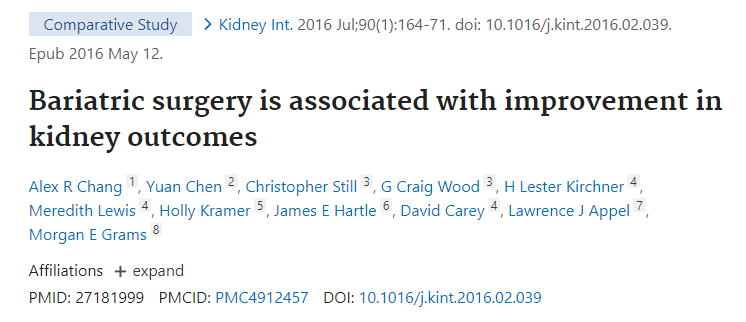 Comparative Study > Kidney Int. 2016 Jul;90(1):164-71. doi: 10.1016/j.kint.2016.02.039.
Epub 2016 May 12.
Bariatric surgery is associated with improvement in
kidney outcomes
Alex R Chang 1, Yuan Chen 2, Christopher Still 3, G Craig Wood 3, H Lester Kirchner 4,
Meredith Lewis 4, Holly Kramer 5, James E Hartle 6, David Carey 4, Lawrence J Appel 7,
Morgan E Grams 8
Affiliations + expand
PMID: 27181999 PMCID: PMC4912457 DOI: 10.1016/j.kint.2016.02.039